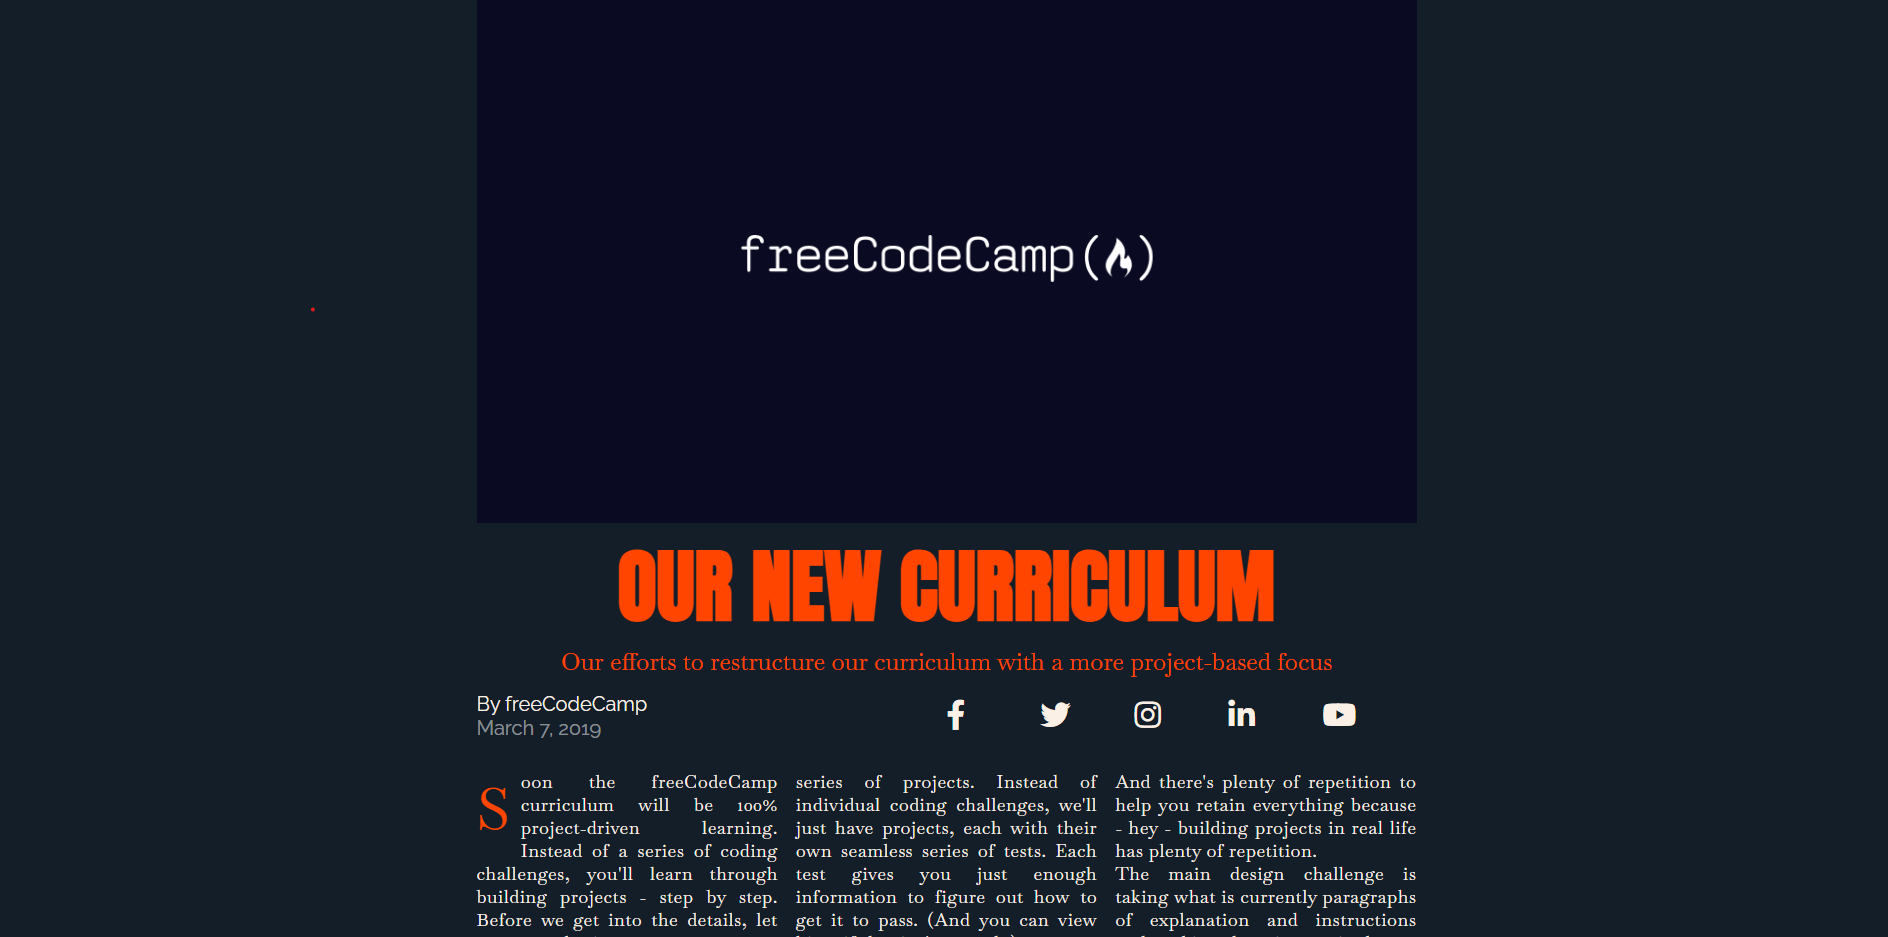 freeCodeCamp(🔥)
OUR NEW CURRICULUM
Our efforts to restructure our curriculum with a more project-based focus
By freeCodeCamp
March 7, 2019
Soon the freeCodeCamp
curriculum will be 100%
project-driven learning.
Instead of a series of coding
challenges, you'll learn through
building projects - step by step.
Before we get into the details, let
series of projects. Instead of
individual coding challenges, we'll
just have projects, each with their
own seamless series of tests. Each
test gives you just enough
information to figure out how to
get it to pass. (And you can view
And there's plenty of repetition to
help you retain everything because
- hey - building projects in real life
has plenty of repetition.
The main design challenge is
taking what is currently paragraphs
of explanation and instructions